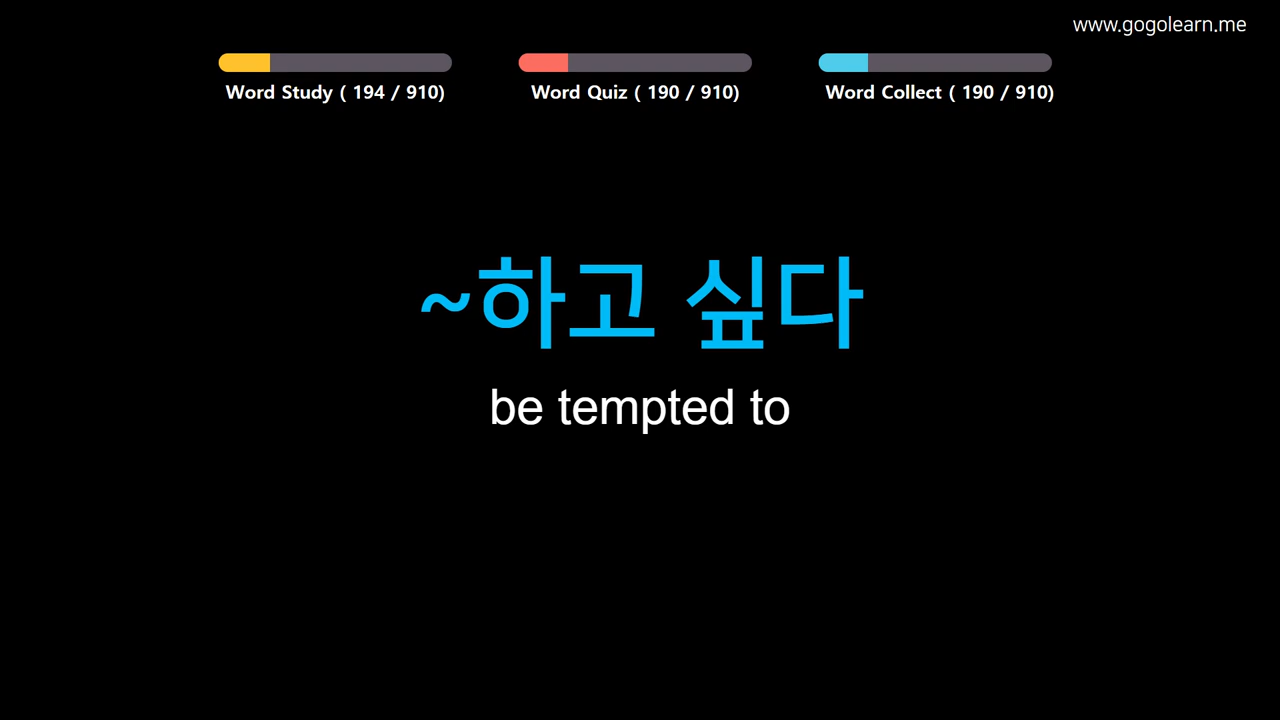 www.gogolearn.me
Word Study ( 194 / 910)
Word Quiz ( 190 / 910)
Word Collect ( 190 / 910)
~하고 싶다
be tempted to